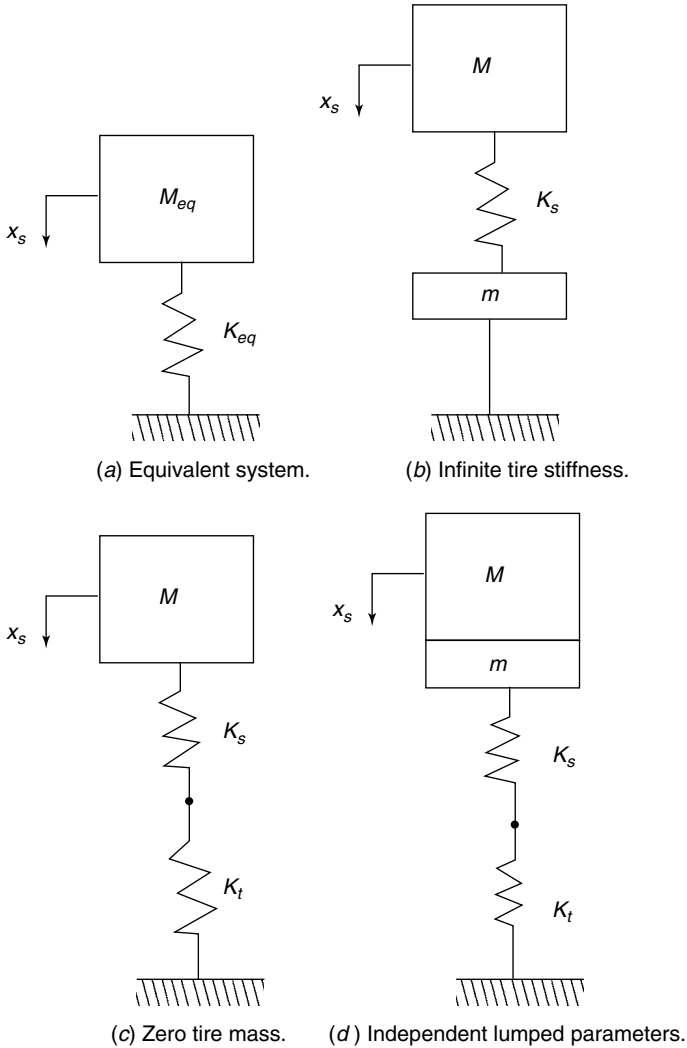 M
x_s
K_s
m
M_eq
x_s
K_eq
(a) Equivalent system.
(b) Infinite tire stiffness.
M
x_s
K_s
K_t
M
x_s
m
K_s
K_t
(c) Zero tire mass.
(d ) Independent lumped parameters.